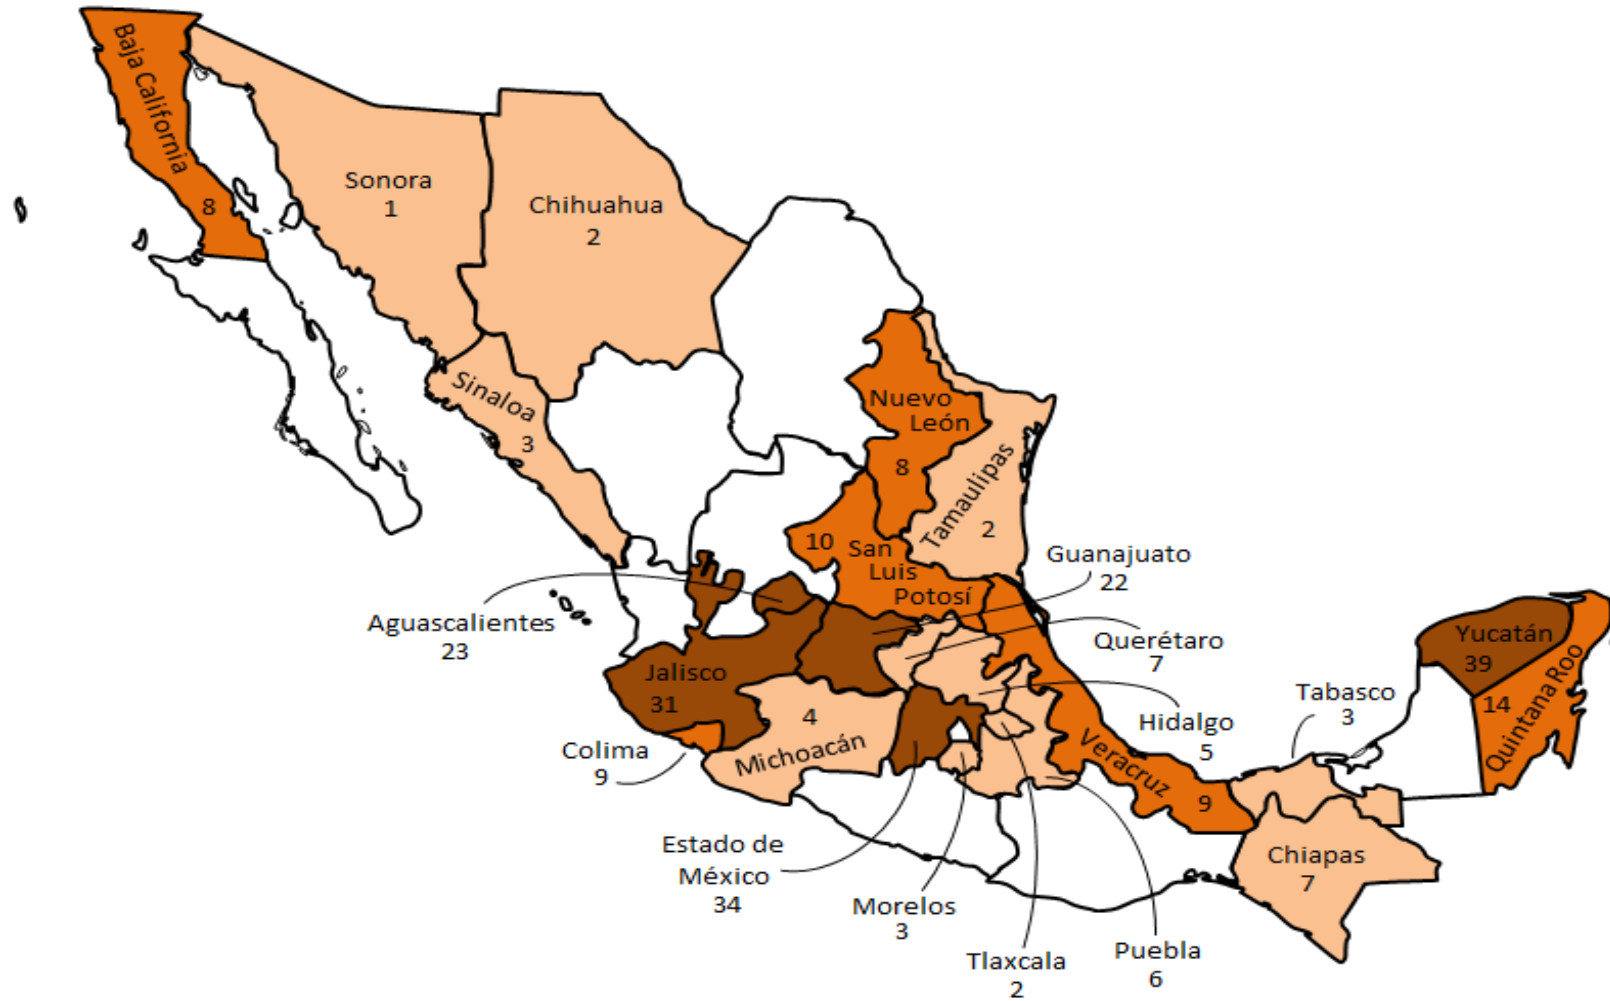 Baja California
8
Sonora
1
Chihuahua
2
Sinaloa
3
Nuevo
León
8
Tamaulipas
2
10
San
Luis
Potosí
Guanajuato
22
Aguascalientes
23
Querétaro
7
Jalisco
31
Yucatán
39
Quintana Roo
14
Tabasco
3
Hidalgo
5
4
Michoacán
Colima
9
Veracruz
9
Estado de
México
34
Chiapas
7
Morelos
3
Puebla
6
Tlaxcala
2